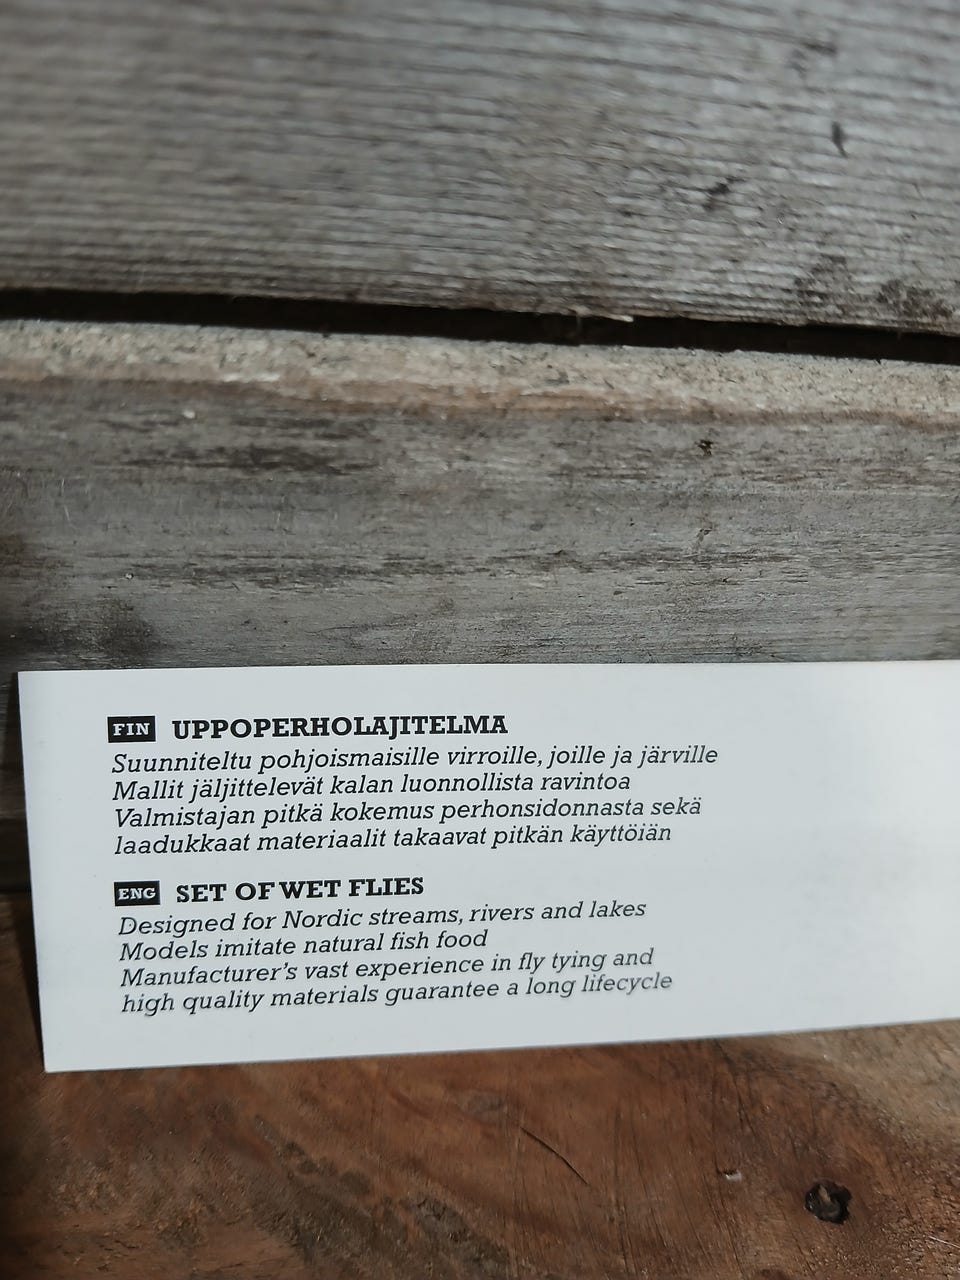 FIN UPPOPERHOLAJITELMA
Suunniteltu pohjoismaisille virroille, joille ja järville
Mallit jäljittelevät kalan luonnollista ravintoa
Valmistajan pitkä kokemus perhonsidonnasta sekä
laadukkaat materiaalit takaavat pitkän käyttöiän
ENG SET OF WET FLIES
Designed for Nordic streams, rivers and lakes
Models imitate natural fish food
Manufacturer's vast experience in fly tying and
high quality materials guarantee a long lifecycle